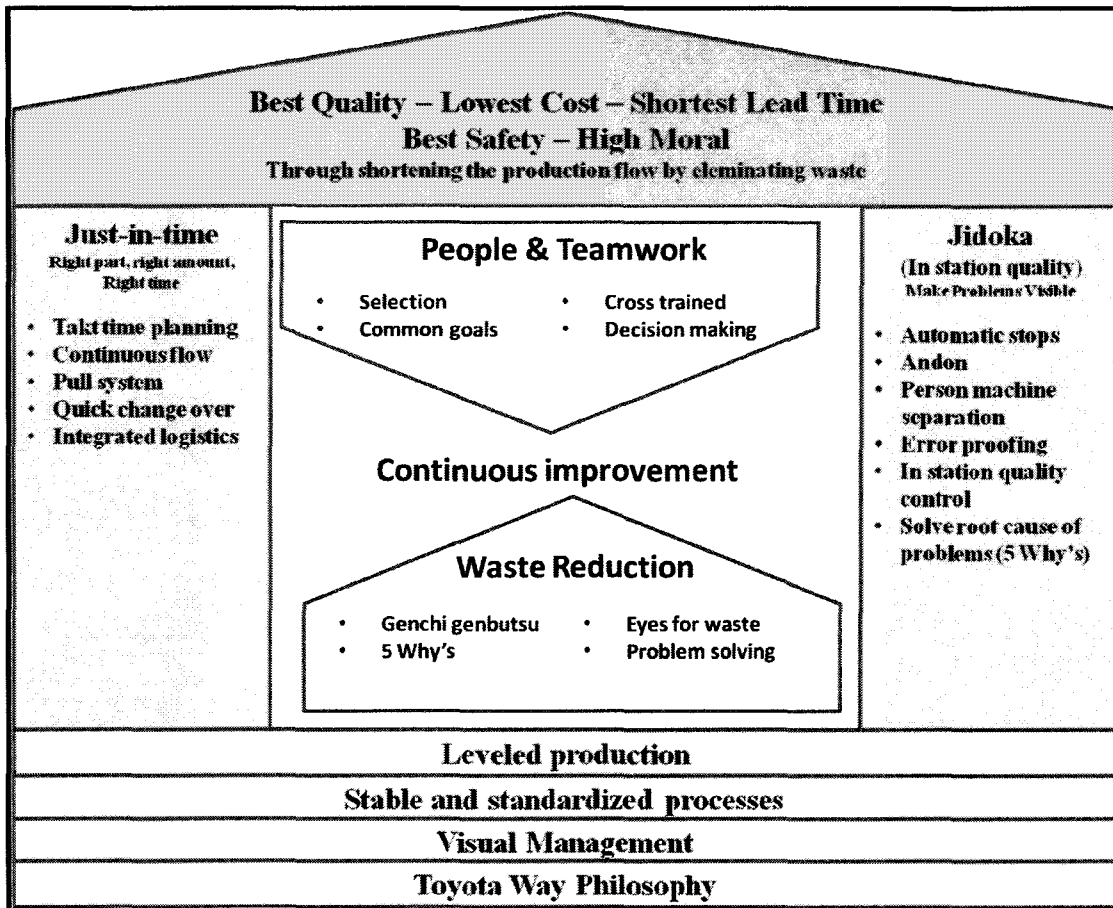 Best Quality – Lowest Cost – Shortest Lead Time
Best Safety – High Moral
Through shortening the production flow by eleminating waste
Just-in-time
Right part, right amount,
Right time
• Takt time planning
• Continuous flow
• Pull system
• Quick change over
• Integrated logistics
People & Teamwork
• Selection
• Common goals
• Cross trained
• Decision making
Continuous improvement
Waste Reduction
• Genchi genbutsu
• 5 Why's
• Eyes for waste
• Problem solving
Jidoka
(In station quality)
Make Problems Visible
• Automatic stops
• Andon
• Person machine
separation
• Error proofing
• In station quality
control
• Solve root cause of
problems (5 Why's)
Leveled production
Stable and standardized processes
Visual Management
Toyota Way Philosophy